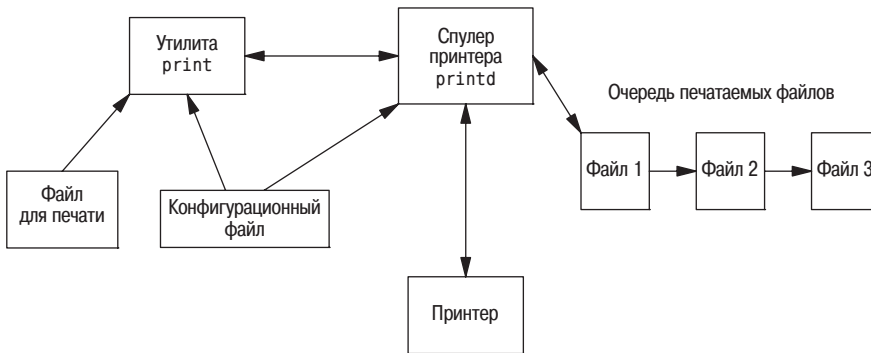 Утилита
print
Спулер
принтера
printd
Очередь печатаемых файлов
Файл 1
Файл 2
Файл 3
Файл
для печати
Конфигурационный
файл
Принтер